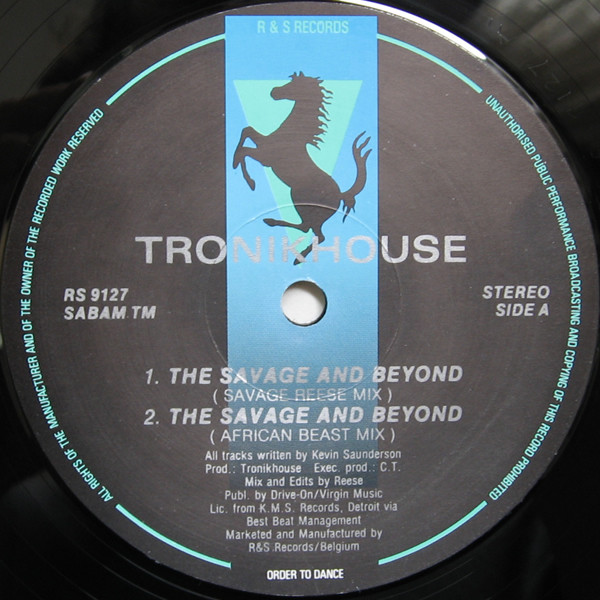 R & S RECORDS
ALL RIGHTS OF THE MANUFACTURER AND OF THE OWNER OF THE RECORDED WORK RESERVED
UNAUTHORISED PUBLIC PERFORMANCE BROADCASTING AND COPYING OF THIS RECORD PROHIBITED
TRONIKHOUSE
RS 9127
SABAM TM
STEREO
SIDE A
1. THE SAVAGE AND BEYOND
( SAVAGE REESE MIX )
2. THE SAVAGE AND BEYOND
( AFRICAN BEAST MIX )
All tracks written by Kevin Saunderson
Prod.: Tronikhouse Exec. prod.: C.T.
Mix and Edits by Reese
Publ. by Drive-On/Virgin Music
Lic. from K.M.S. Records, Detroit via
Best Beat Management
Marketed and Manufactured by
R&S Records/Belgium
ORDER TO DANCE